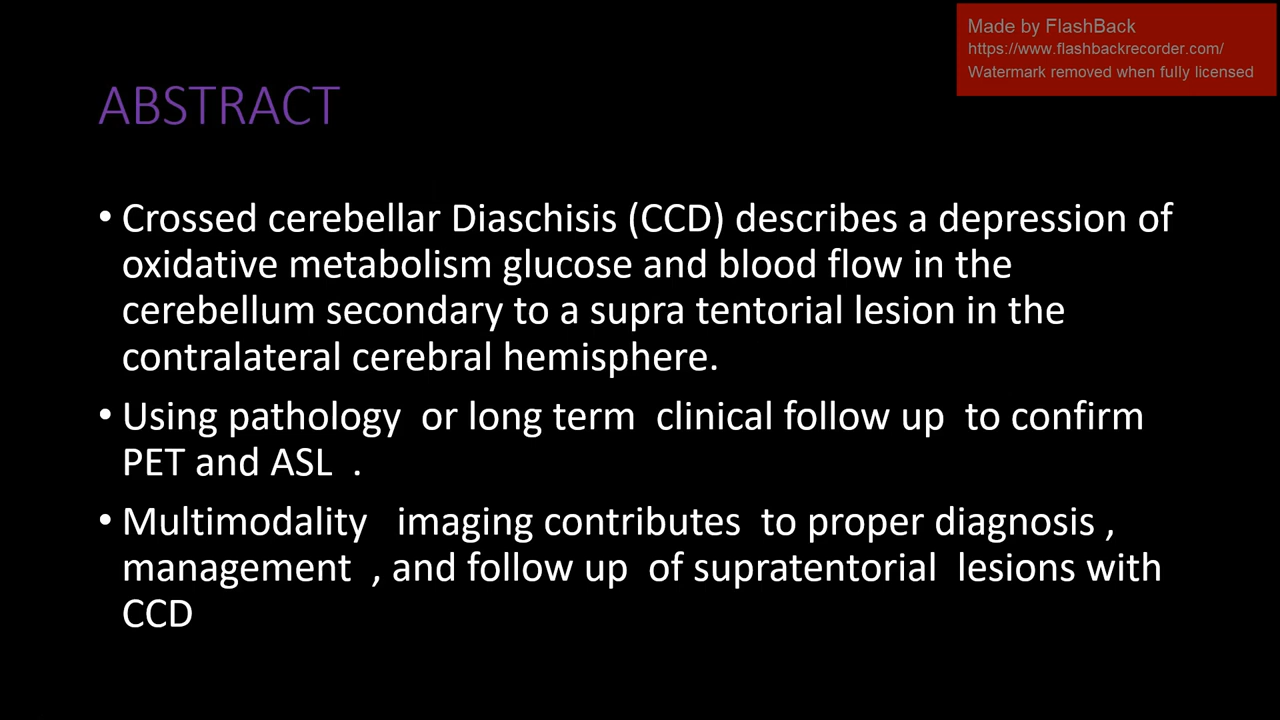 Made by FlashBack
https://www.flashbackrecorder.com/
Watermark removed when fully licensed
ABSTRACT
• Crossed cerebellar Diaschisis (CCD) describes a depression of
oxidative metabolism glucose and blood flow in the
cerebellum secondary to a supra tentorial lesion in the
contralateral cerebral hemisphere.
• Using pathology or long term clinical follow up to confirm
PET and ASL .
• Multimodality imaging contributes to proper diagnosis ,
management , and follow up of supratentorial lesions with
CCD